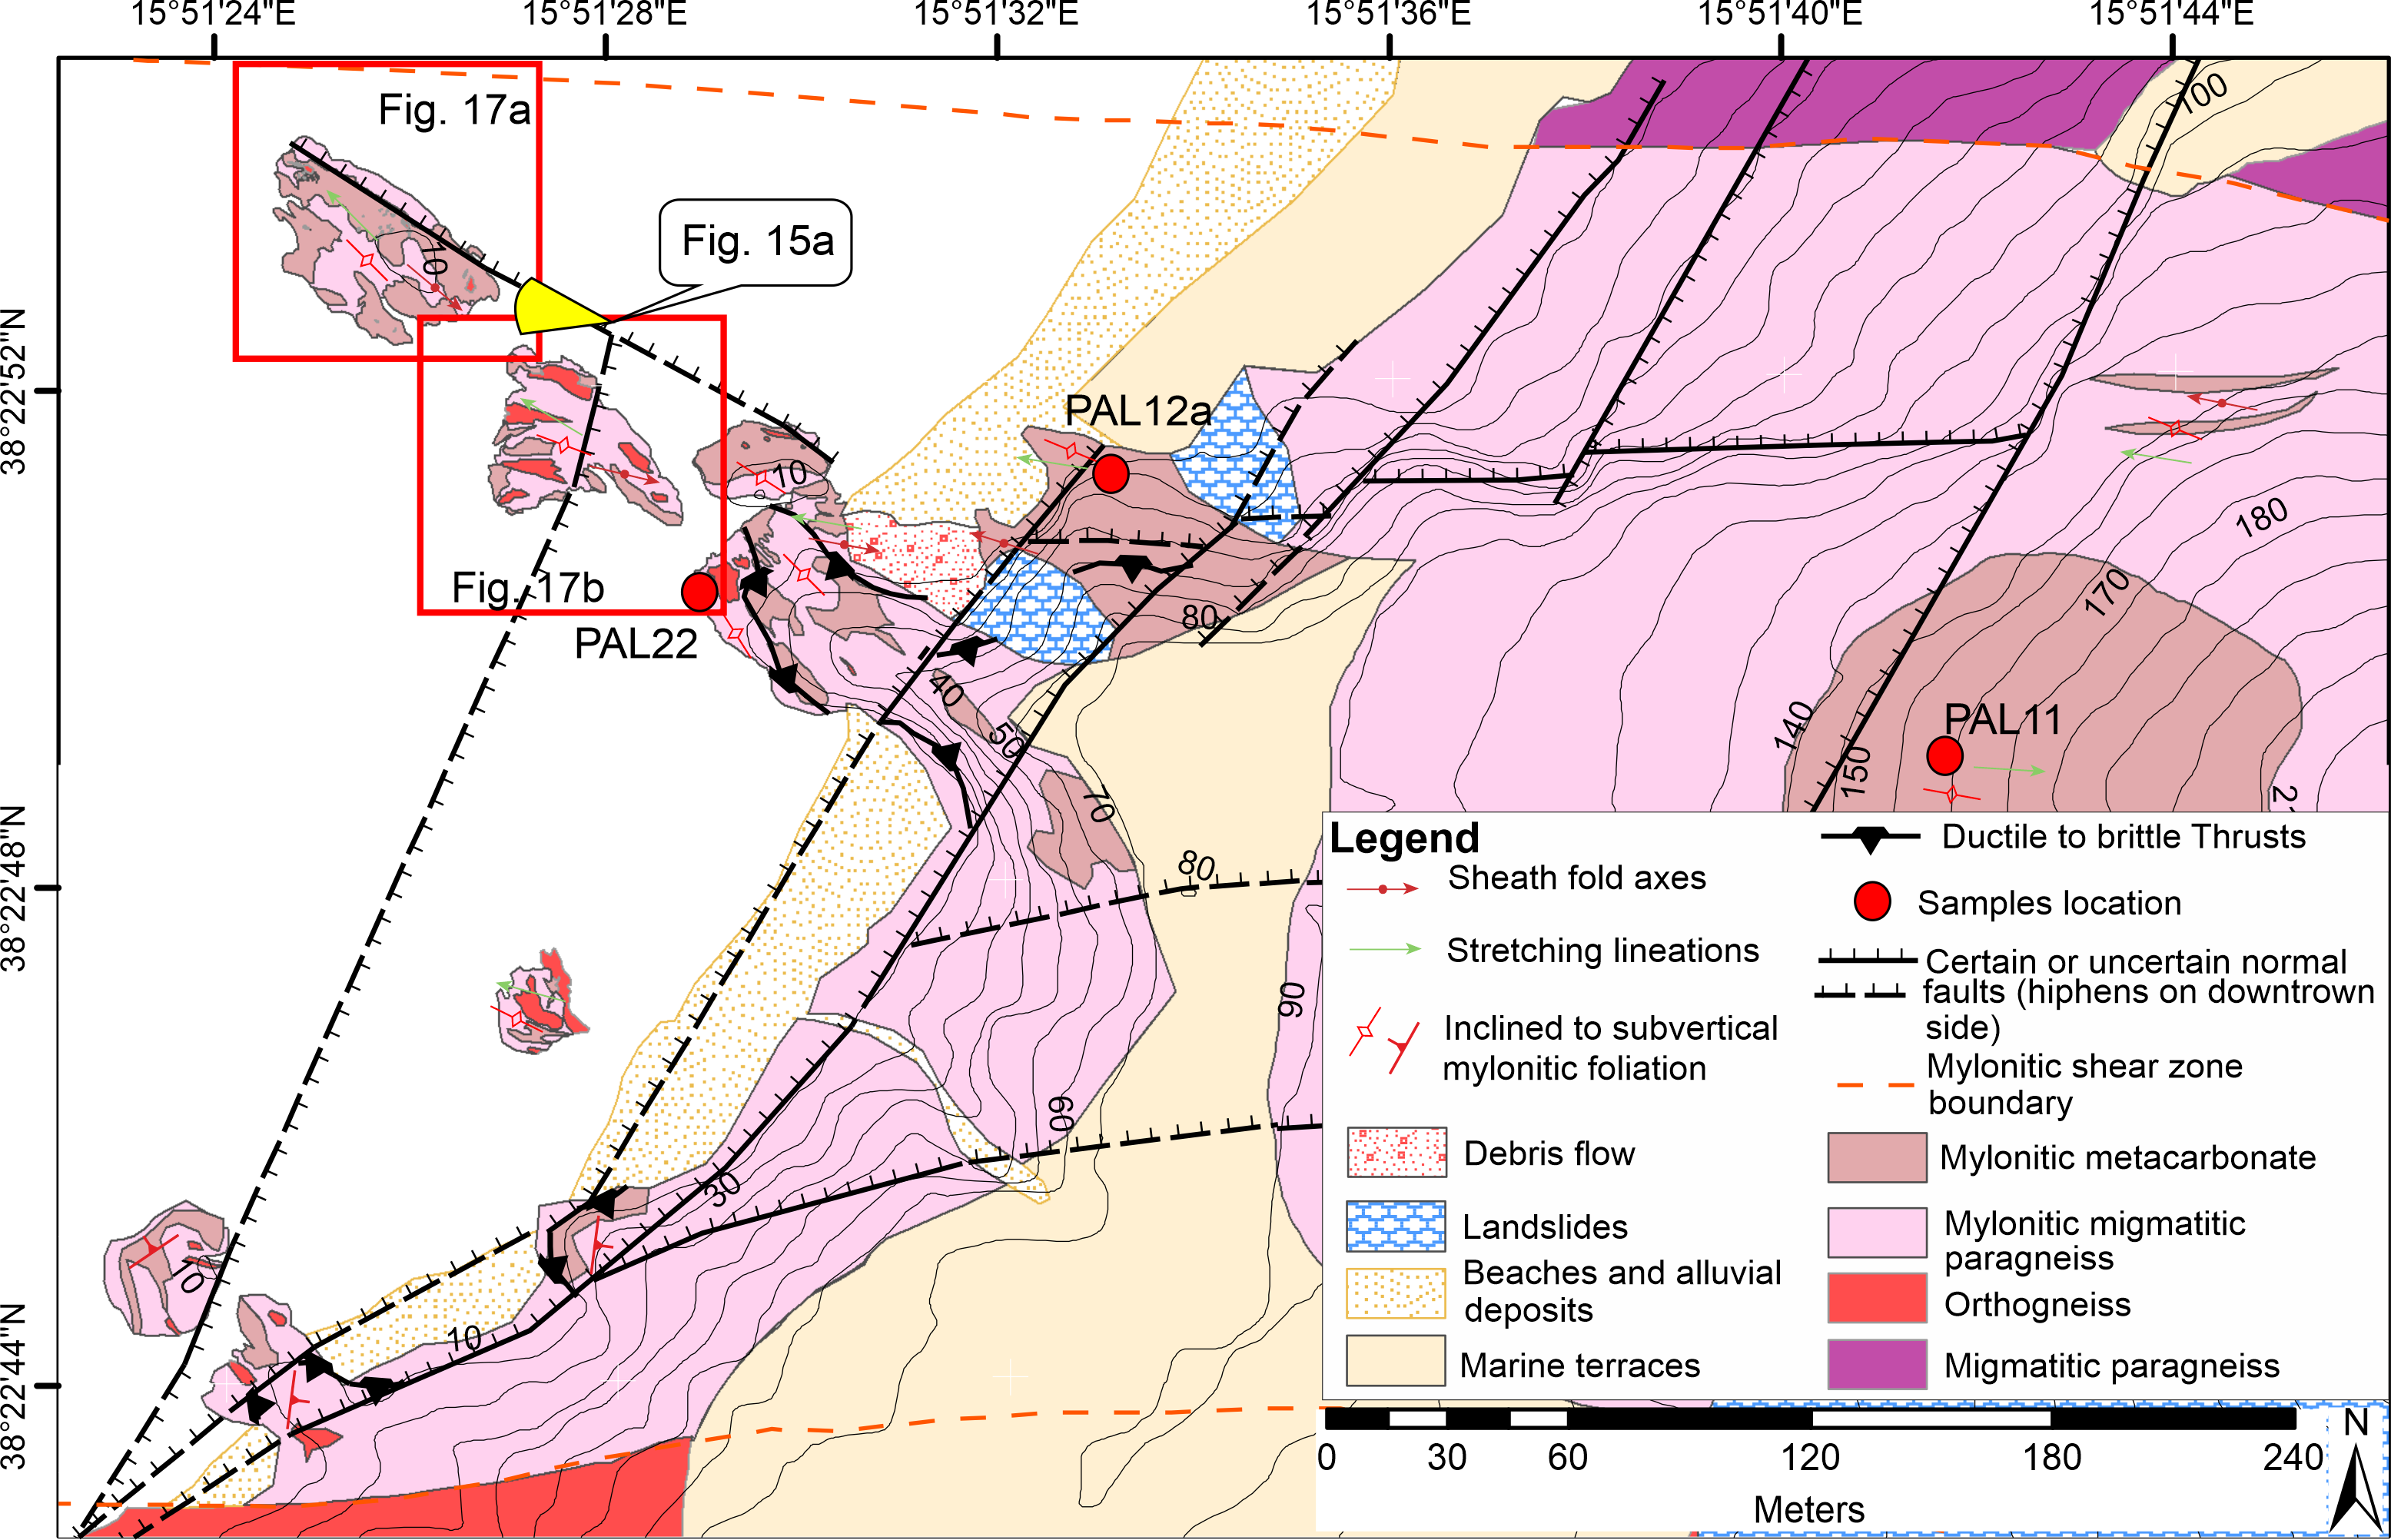 15°51'24"E
15°51'28"E
15°51'32"E
15°51'36"E
15°51'40"E
15°51'44"E
100
Fig. 17a
10
Fig. 15a
38°22'52"N
PAL12a
10
180
Fig. 17b
PAL22
80
170
40
50
PAL11
140
150
70
80
38°22'48"N
90
60
30
10
10
38°22'44"N
Legend
Sheath fold axes
Stretching lineations
Inclined to subvertical
mylonitic foliation
Debris flow
Landslides
Beaches and alluvial
deposits
Marine terraces
Ductile to brittle Thrusts
Samples location
Certain or uncertain normal
faults (hiphens on downtrown
side)
Mylonitic shear zone
boundary
Mylonitic metacarbonate
Mylonitic migmatitic
paragneiss
Orthogneiss
Migmatitic paragneiss
0 30 60 120 180 240
Meters
N